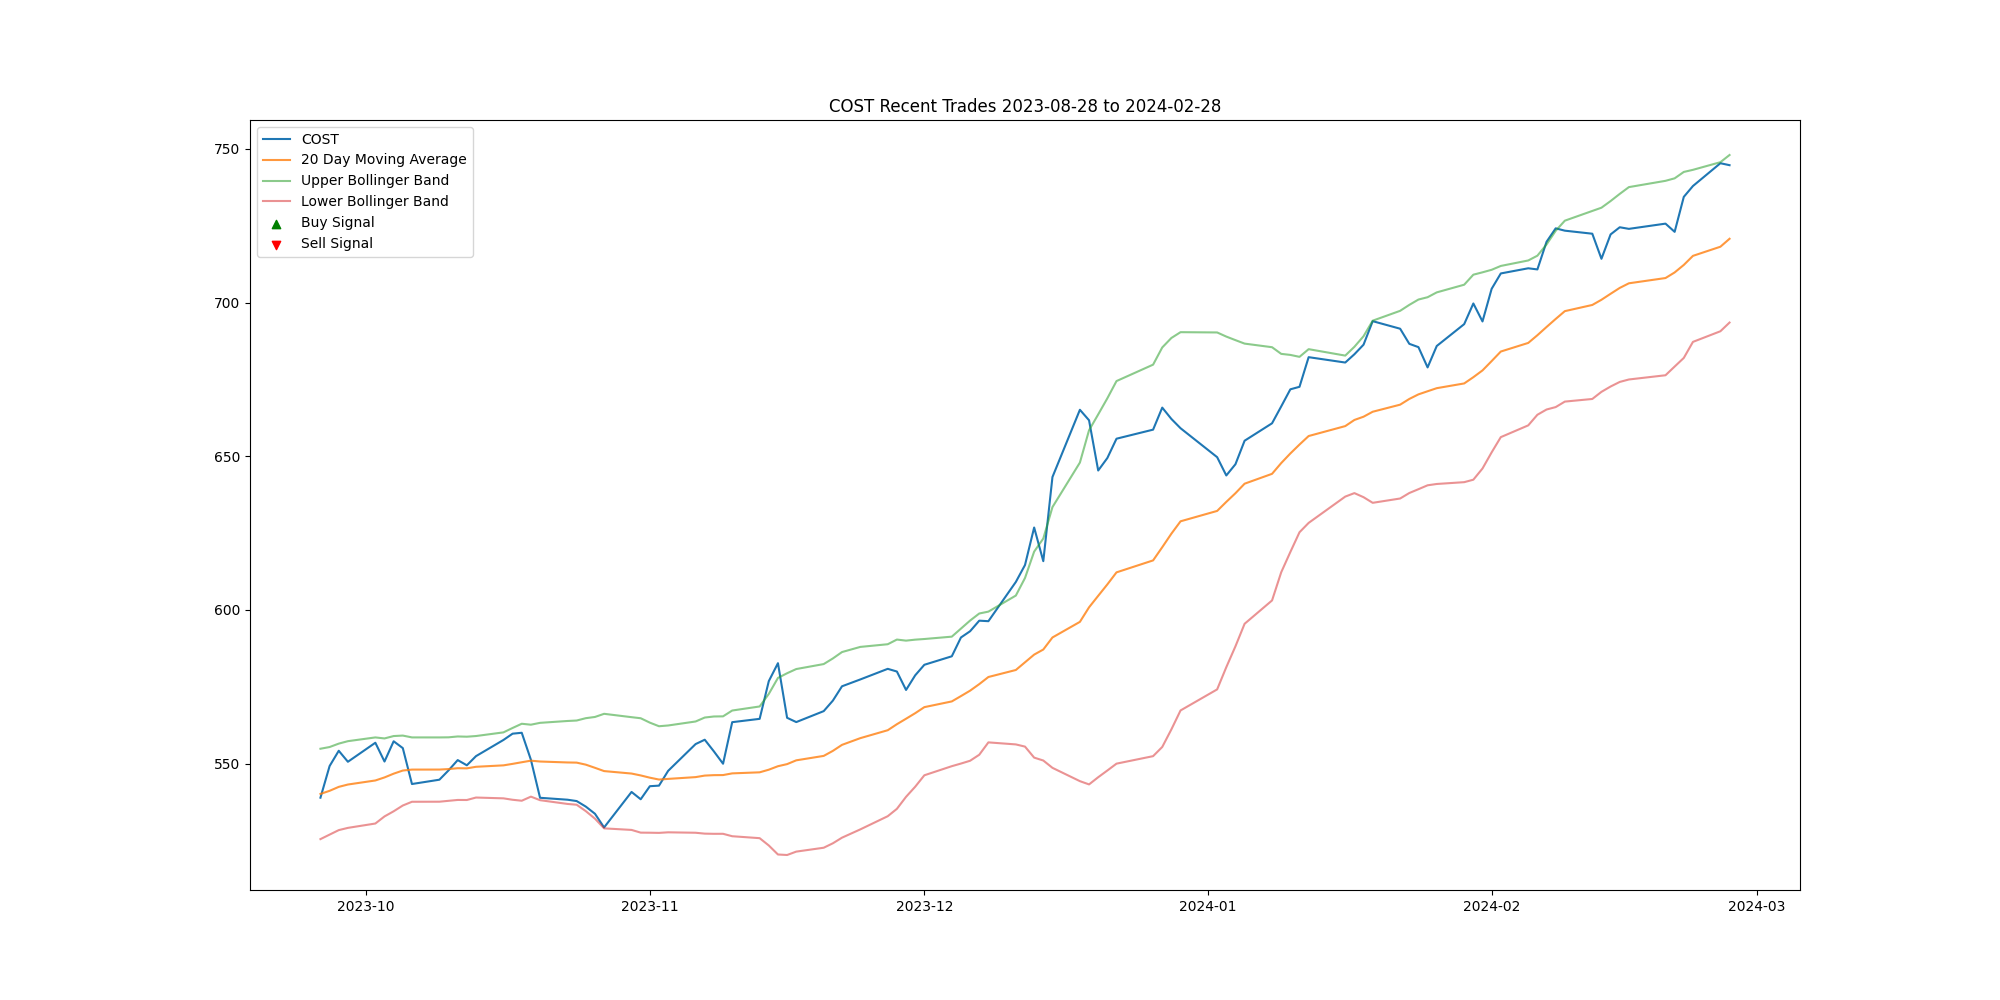 COST Recent Trades 2023-08-28 to 2024-02-28
COST
20 Day Moving Average
Upper Bollinger Band
Lower Bollinger Band
Buy Signal
Sell Signal
750
700
650
600
550
2023-10
2023-11
2023-12
2024-01
2024-02
2024-03